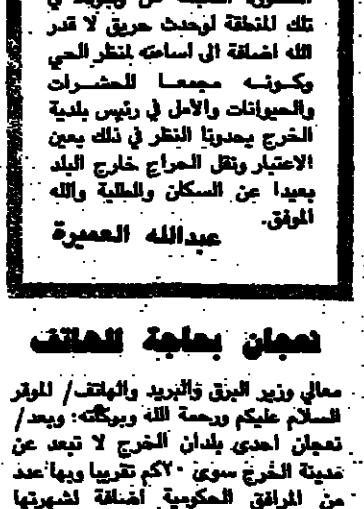 تلك المنطقة لوحدث حريق لا قدر
الله اضافة الى اساءته لمنظر الحي
وكونه مجمعا للحشرات
والحيوانات والأمل في رئيس بلدية
الخرج يحدونا النظر في ذلك بعين
الاعتبار ونقل الحراج خارج البلد
بعيدا عن السكان والطلبة والله
الموفق.
عبدالله العميرة
نعجان بحاجة للهاتف
معالي وزير البرق والبريد والهاتف/ الموقر
السلام عليكم ورحمة الله وبركاته: وبعد/
نعجان احدى بلدان الخرج لا تبعد عن
مدينة الخرج سوى ٢٠كم تقريبا وبها عدد
من المرافق الحكومية اضافة لشهرتها